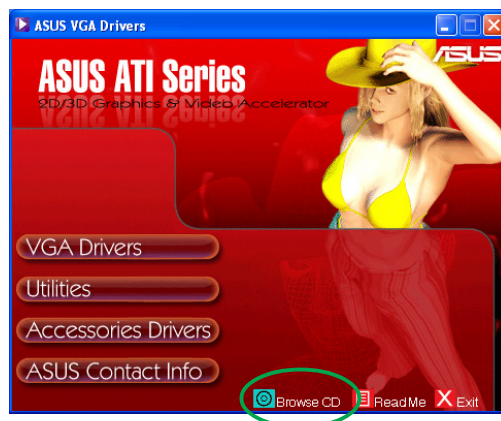 ASUS VGA Drivers
ASUS
ASUS ATI Series
2D/3D Graphics & Video Accelerator
VGA Drivers
Utilities
Accessories Drivers
ASUS Contact Info
Browse CD ReadMe X Exit